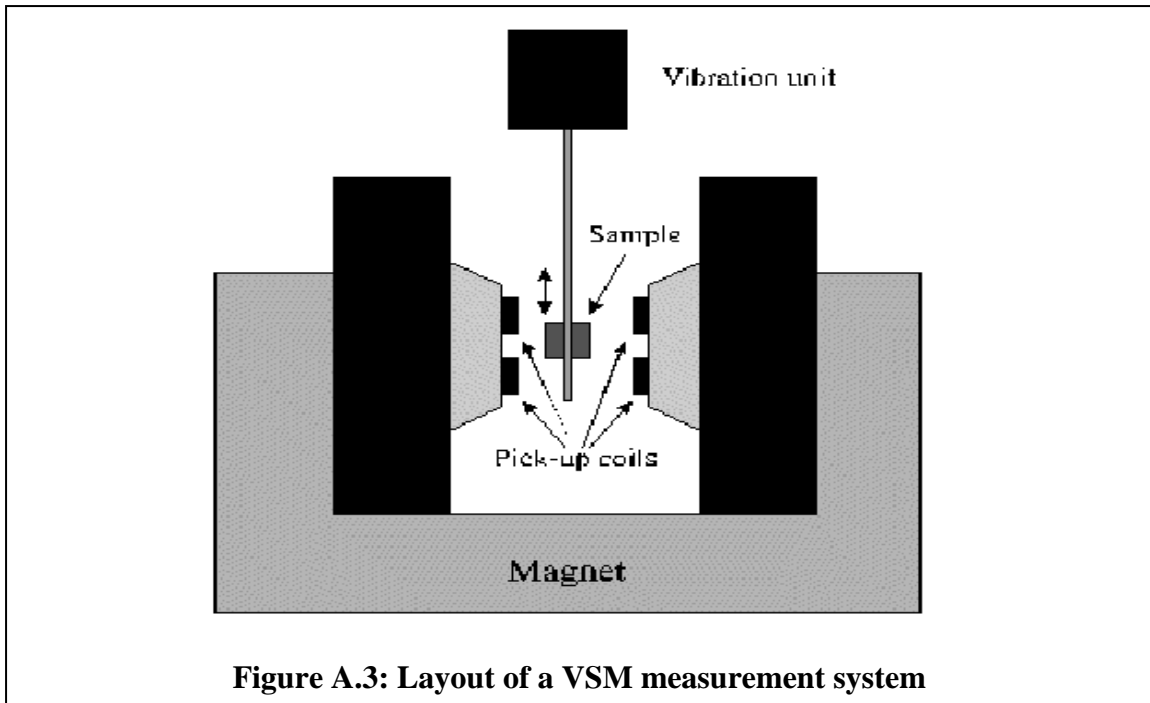 Vibration unit
Sample
Pick-up coils
Magnet
Figure A.3: Layout of a VSM measurement system